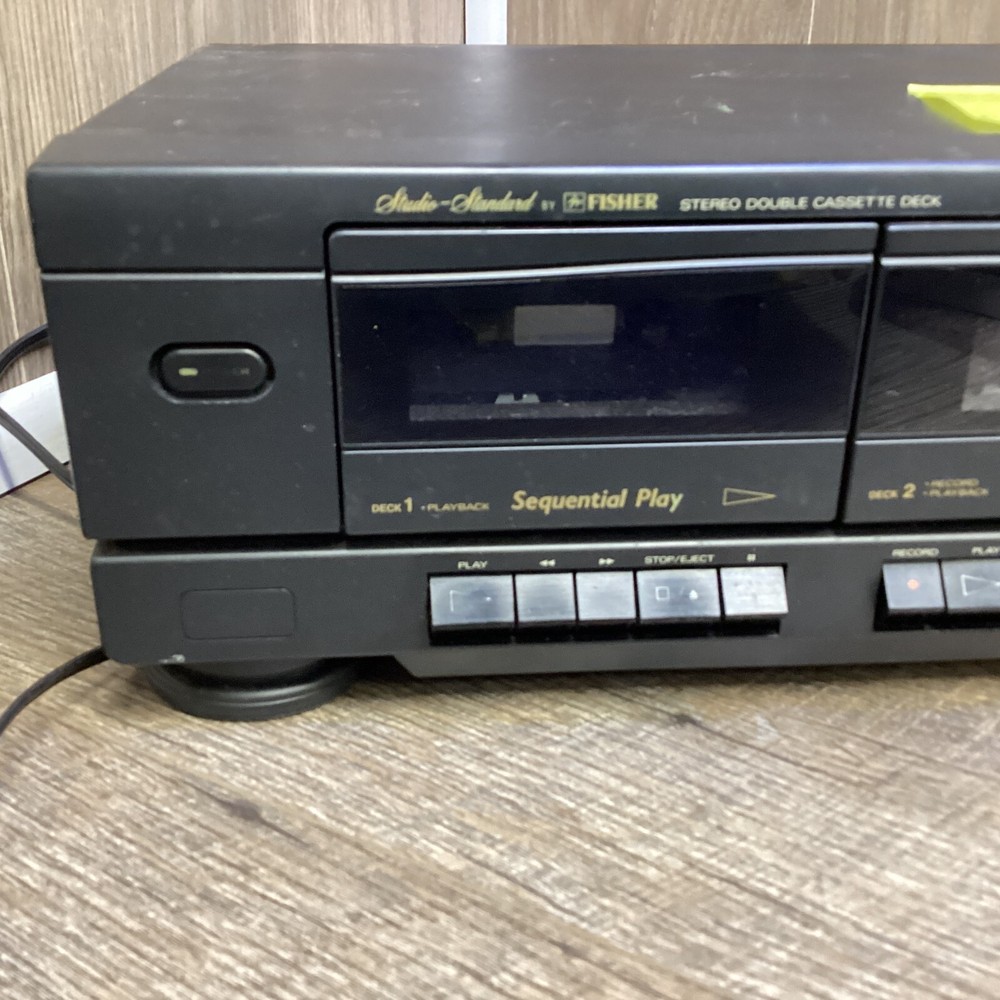 Studio-Standard BY FISHER STEREO DOUBLE CASSETTE DECK
DECK 1 • PLAYBACK Sequential Play
DECK 2 • RECORD
• PLAYBACK
PLAY STOP/EJECT
RECORD PLAY